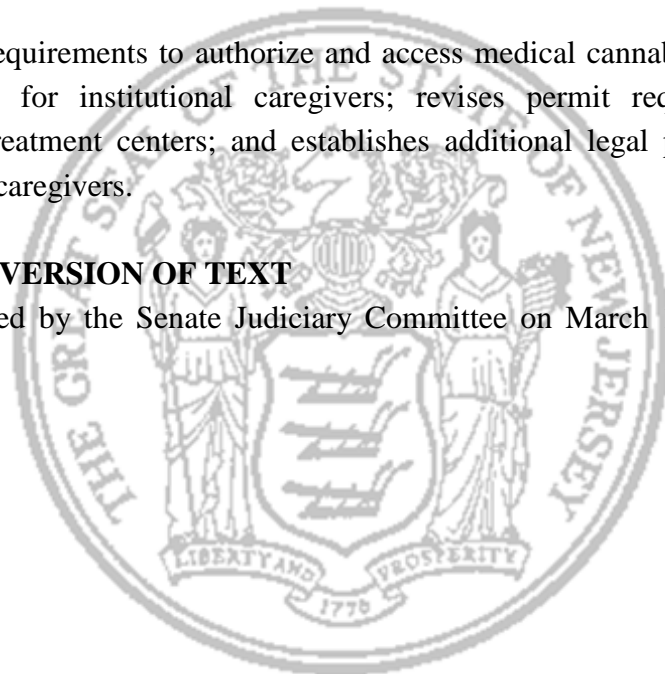 equirements to authorize and access medical cannab
for institutional caregivers; revises permit req
reatment centers; and establishes additional legal p
caregivers.
VERSION OF TEXT
ed by the Senate Judiciary Committee on March
THE GREAT SEAL OF THE STATE OF NEW JERSEY
LIBERTY AND PROSPERITY
1776